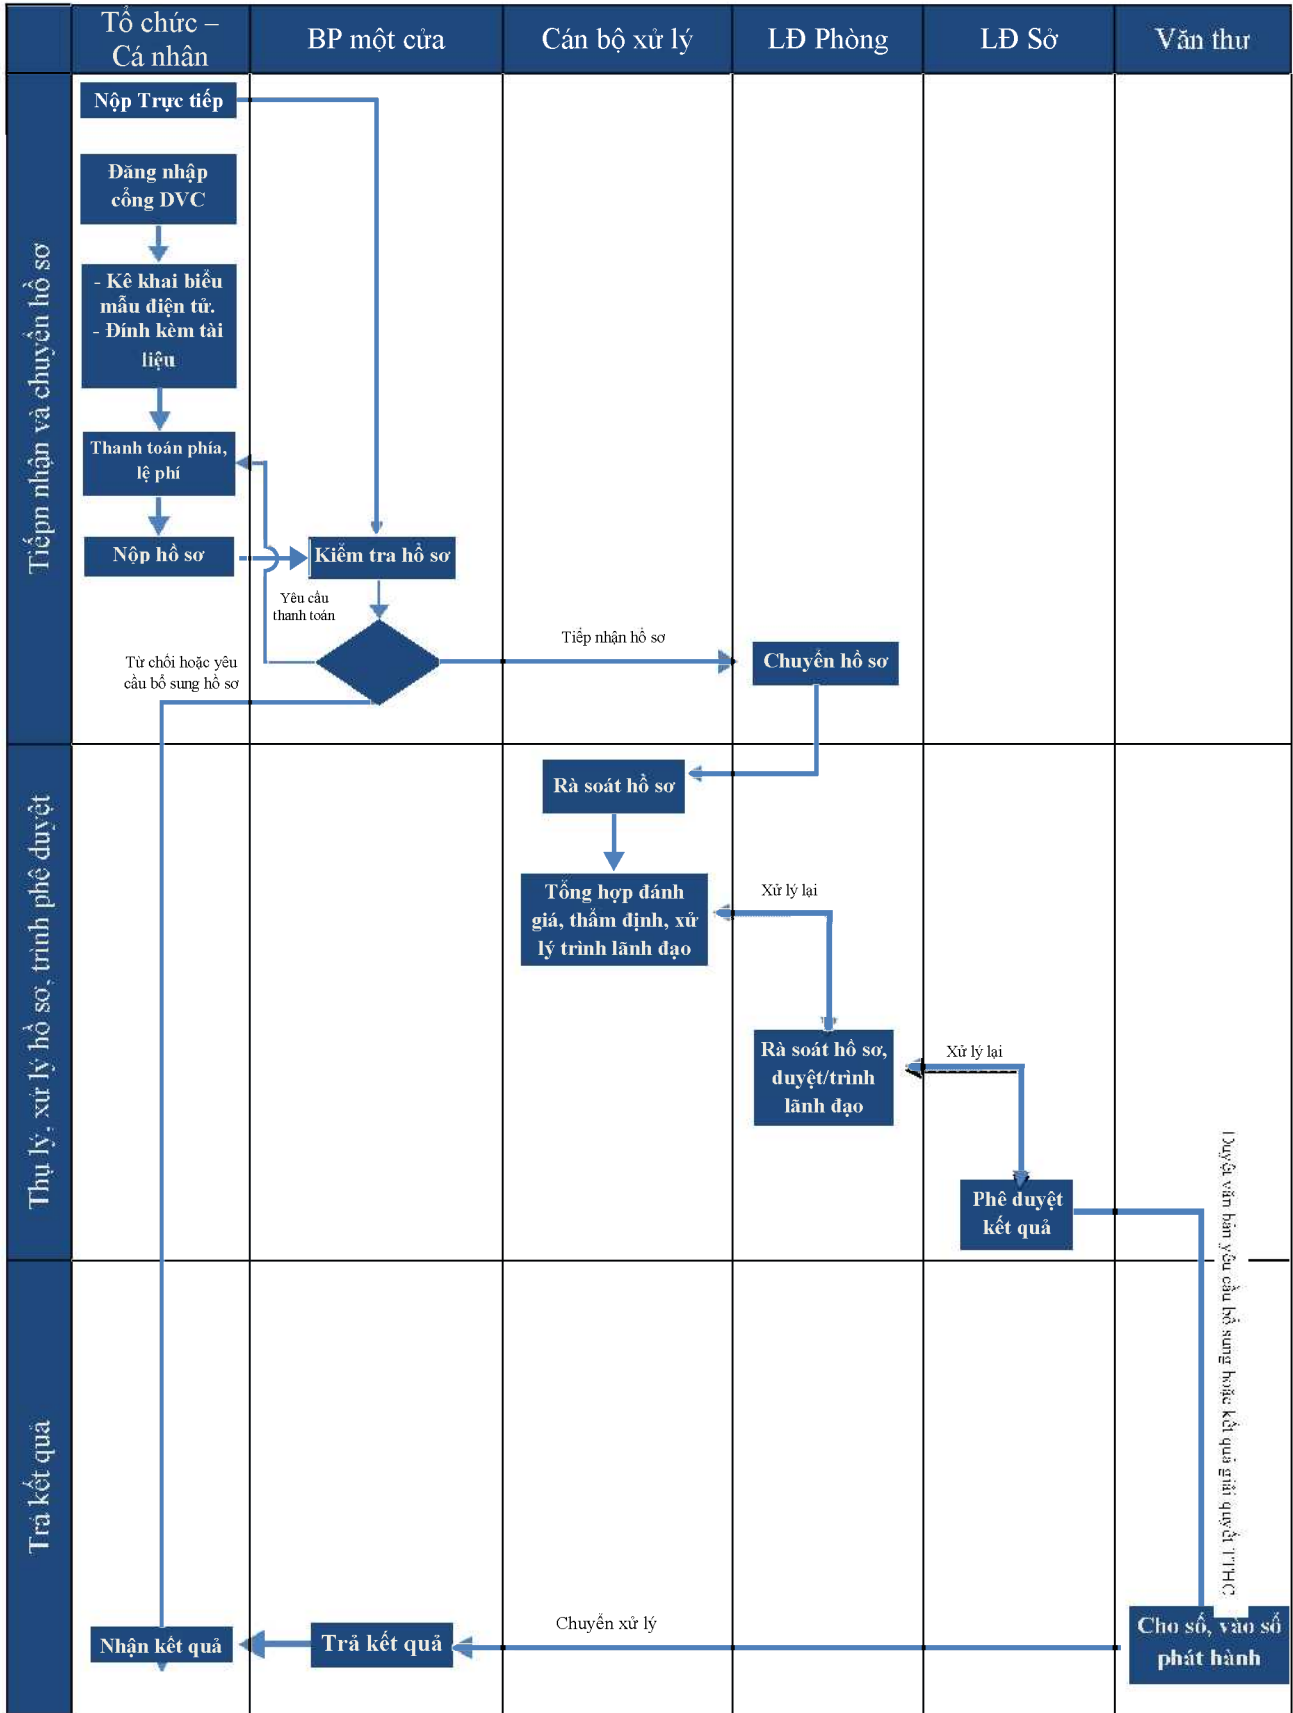 Tổ chức –
Cá nhân
BP một cửa
Cán bộ xử lý
LĐ Phòng
LĐ Sở
Văn thư
Tiếpn nhận và chuyển hồ sơ
Nộp Trực tiếp
Đăng nhập
cổng DVC
- Kê khai biểu
mẫu điện tử.
- Đính kèm tài
liệu
Thanh toán phía,
lệ phí
Nộp hồ sơ
Kiểm tra hồ sơ
Yêu cầu
thanh toán
Từ chối hoặc yêu
cầu bổ sung hồ sơ
Tiếp nhận hồ sơ
Chuyển hồ sơ
Thụ lý, xử lý hồ sơ, trình phê duyệt
Rà soát hồ sơ
Tổng hợp đánh
giá, thẩm định, xử
lý trình lãnh đạo
Xử lý lại
Rà soát hồ sơ,
duyệt/trình
lãnh đạo
Xử lý lại
Phê duyệt
kết quả
Duyệt văn bản yêu cầu bổ sung hoặc kết quả giải quyết TTHC
Trả kết quả
Nhận kết quả
Trả kết quả
Chuyển xử lý
Cho số, vào số
phát hành